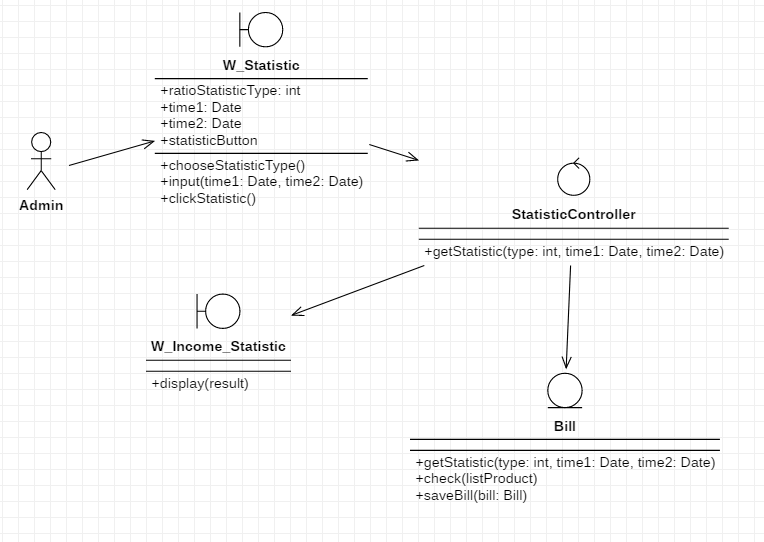 W_Statistic
+ratioStatisticType: int
+time1: Date
+time2: Date
+statisticButton
+chooseStatisticType()
+input(time1: Date, time2: Date)
+clickStatistic()
Admin
StatisticController
+getStatistic(type: int, time1: Date, time2: Date)
W_Income_Statistic
+display(result)
Bill
+getStatistic(type: int, time1: Date, time2: Date)
+check(listProduct)
+saveBill(bill: Bill)